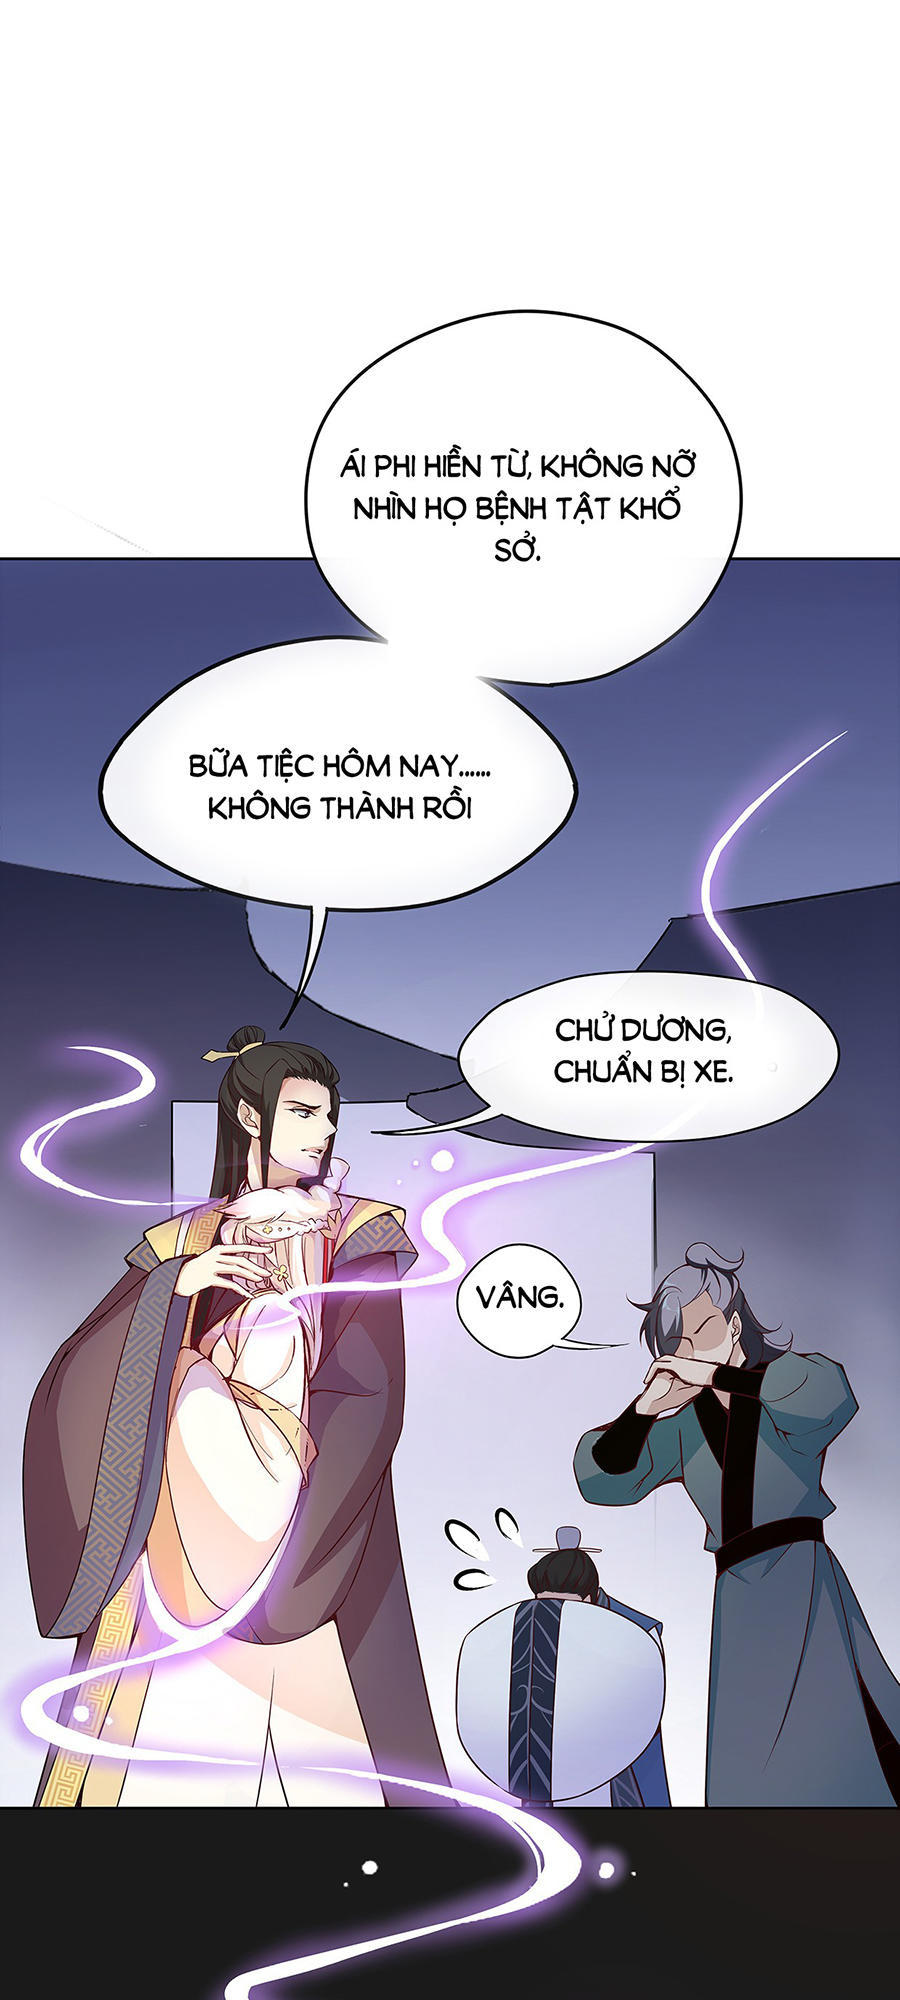 ÁI PHI HIỀN TỪ, KHÔNG NỠ
NHÌN HỌ BỆNH TẬT KHỔ
SỞ.
BỮA TIỆC HÔM NAY......
KHÔNG THÀNH RỒI
CHỬ DƯƠNG,
CHUẨN BỊ XE.
VÂNG.